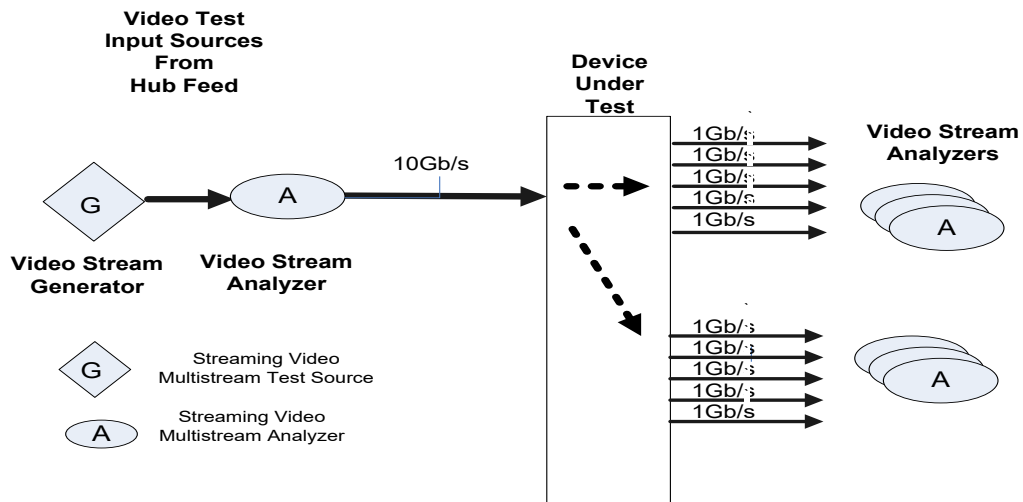 Video Test
Input Sources
From
Hub Feed
Device
Under
Test
10Gb/s
G
A
Video Stream
Generator
Video Stream
Analyzer
1Gb/s
1Gb/s
1Gb/s
1Gb/s
1Gb/s
Video Stream
Analyzers
A
1Gb/s
1Gb/s
1Gb/s
1Gb/s
1Gb/s
A
G
Streaming Video
Multistream Test Source
A
Streaming Video
Multistream Analyzer